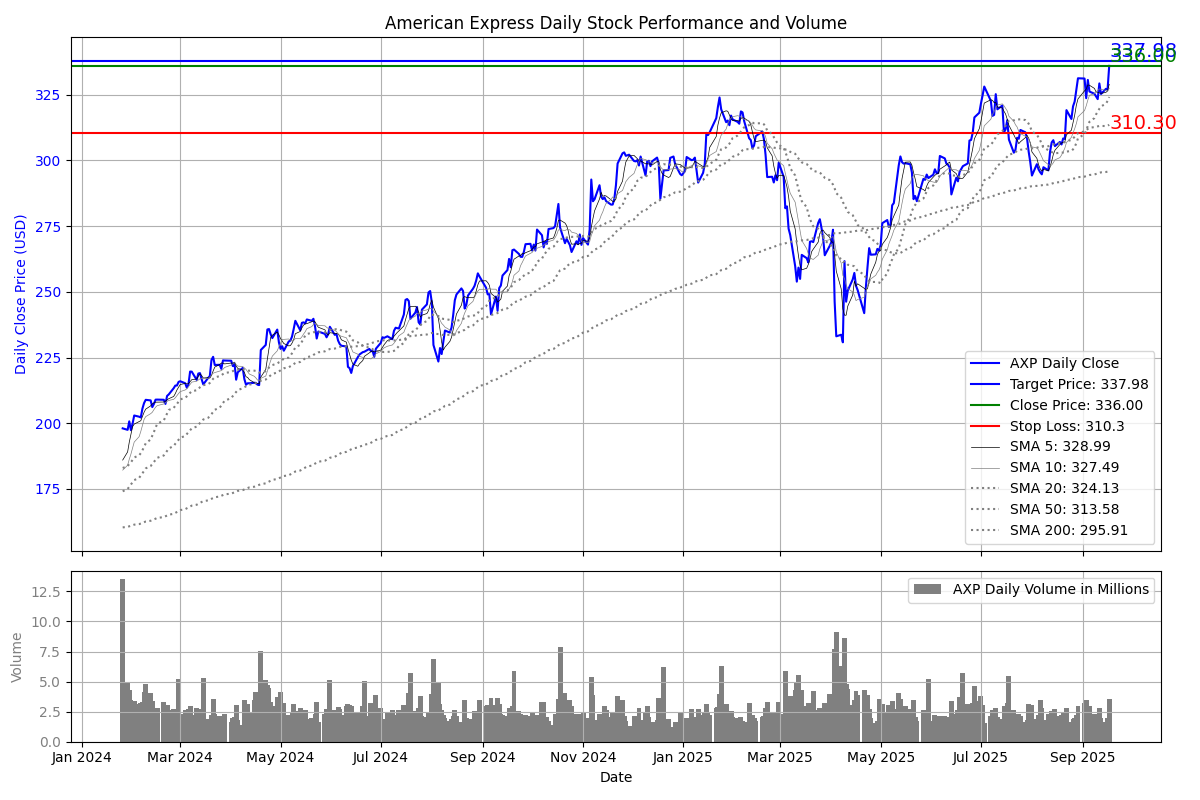 American Express Daily Stock Performance and Volume
337.98
336.00
325
310.30
300
275
250
225
200
175
Daily Close Price (USD)
AXP Daily Close
Target Price: 337.98
Close Price: 336.00
Stop Loss: 310.3
SMA 5: 328.99
SMA 10: 327.49
SMA 20: 324.13
SMA 50: 313.58
SMA 200: 295.91
12.5
10.0
7.5
5.0
2.5
0.0
Volume
AXP Daily Volume in Millions
Jan 2024 Mar 2024 May 2024 Jul 2024 Sep 2024 Nov 2024 Jan 2025 Mar 2025 May 2025 Jul 2025 Sep 2025
Date